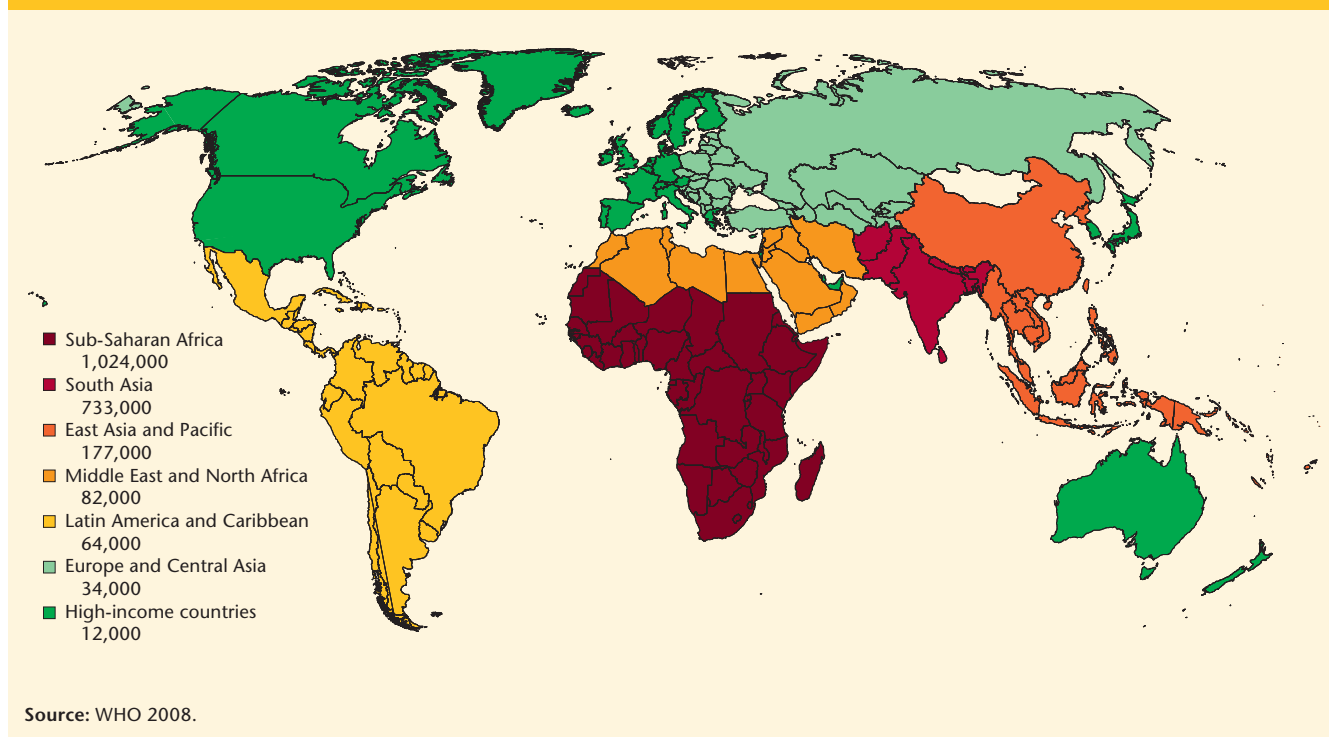 Sub-Saharan Africa
1,024,000
South Asia
733,000
East Asia and Pacific
177,000
Middle East and North Africa
82,000
Latin America and Caribbean
64,000
Europe and Central Asia
34,000
High-income countries
12,000
Source: WHO 2008.